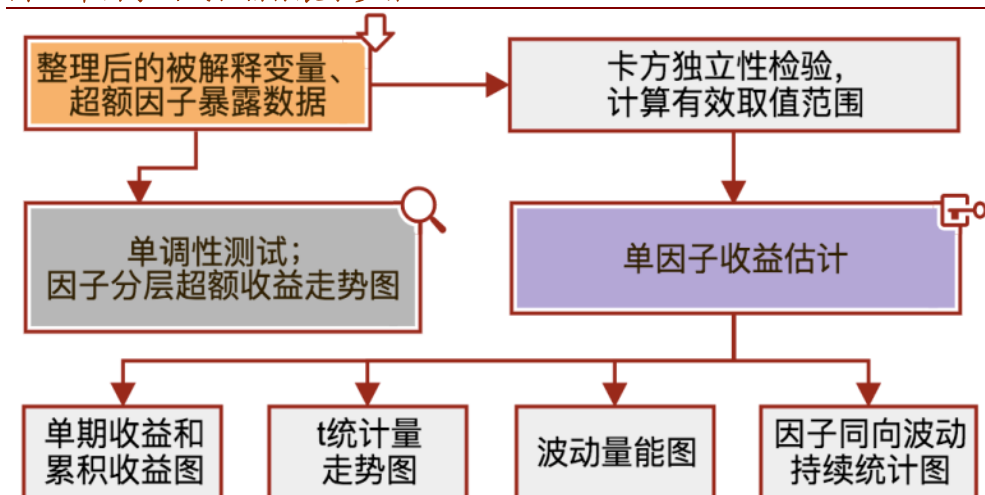 整理后的被解释变量、
超额因子暴露数据
卡方独立性检验，
计算有效取值范围
单调性测试；
因子分层超额收益走势图
单因子收益估计
单期收益和
累积收益图
t统计量
走势图
波动量能图
因子同向波动
持续统计图